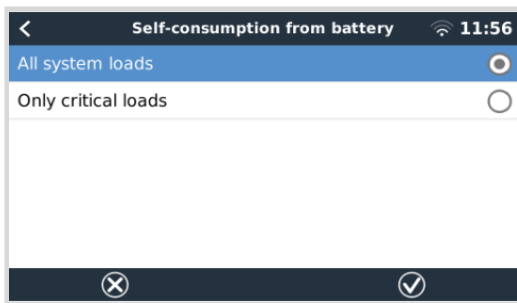 Self-consumption from battery 11:56
All system loads
Only critical loads